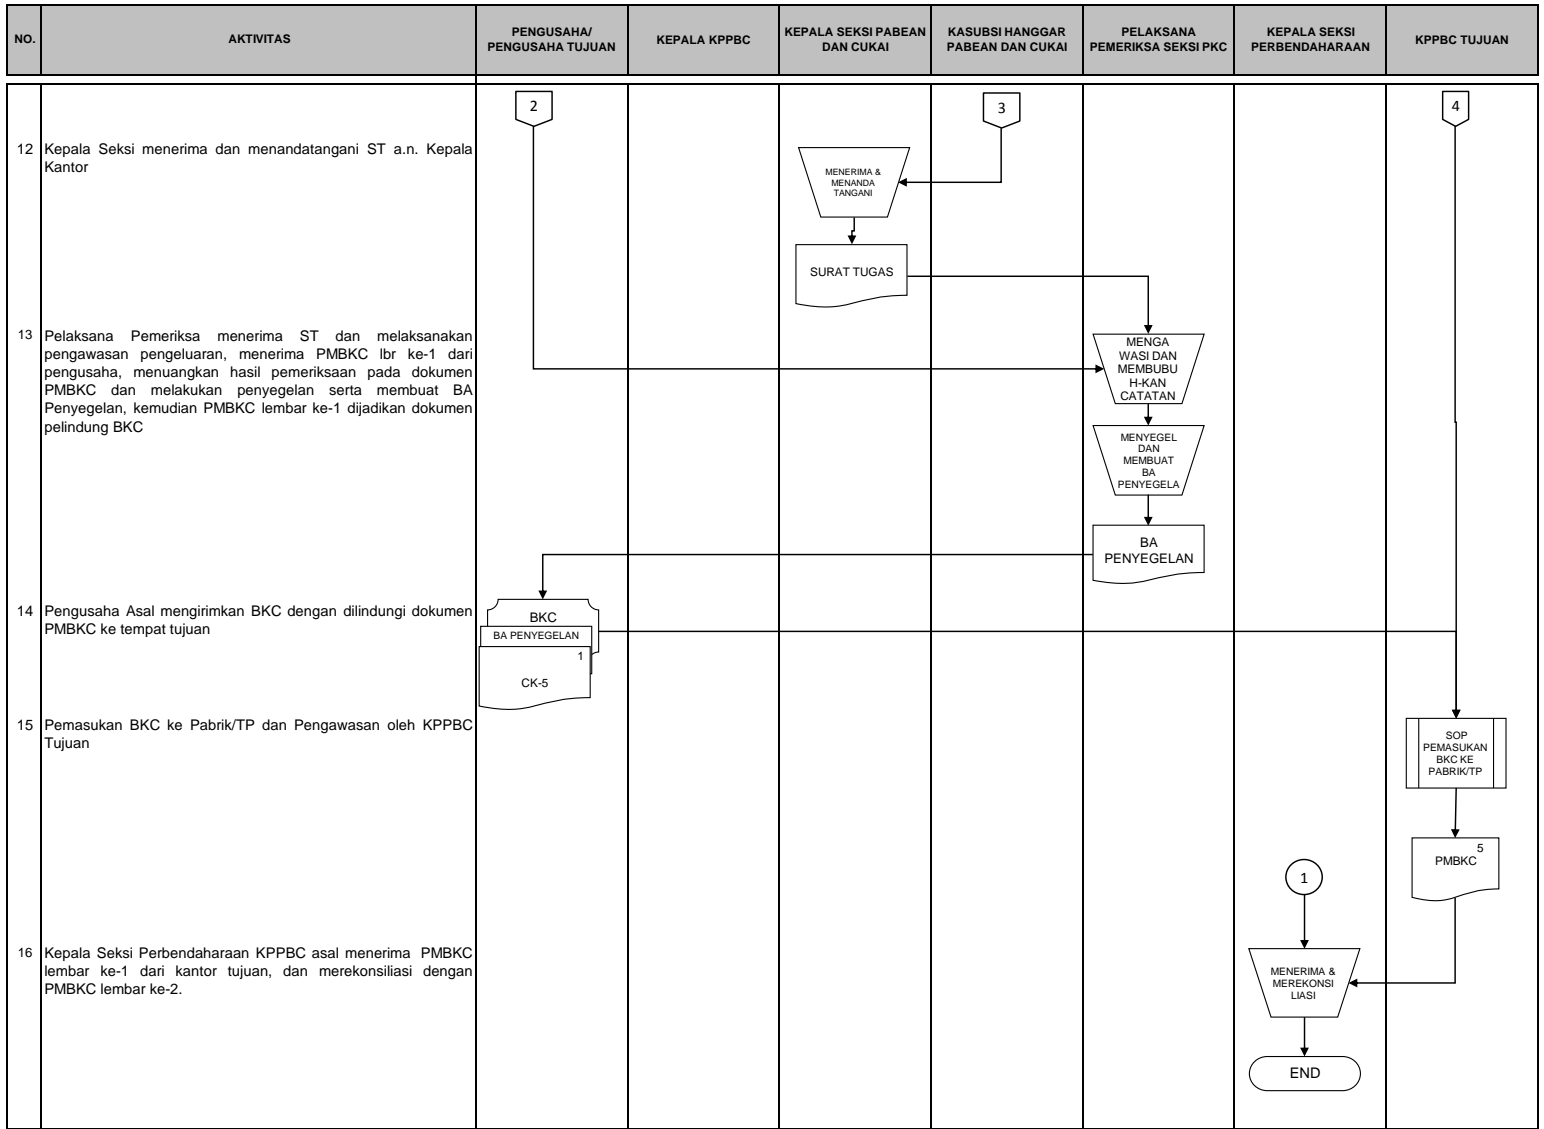 NO.
AKTIVITAS
PENGUSAHA/
PENGUSAHA TUJUAN
KEPALA KPPBC
KEPALA SEKSI PABEAN
DAN CUKAI
KASUBSI HANGGAR
PABEAN DAN CUKAI
PELAKSANA
PEMERIKSA SEKSI PKC
KEPALA SEKSI
PERBENDAHARAAN
KPPBC TUJUAN
2
3
4
12 Kepala Seksi menerima dan menandatangani ST a.n. Kepala
Kantor
MENERIMA &
MENANDA
TANGANI
SURAT TUGAS
13 Pelaksana Pemeriksa menerima ST dan melaksanakan
pengawasan pengeluaran, menerima PMBKC lbr ke-1 dari
pengusaha, menuangkan hasil pemeriksaan pada dokumen
PMBKC dan melakukan penyegelan serta membuat BA
Penyegelan, kemudian PMBKC lembar ke-1 dijadikan dokumen
pelindung BKC
MENGA
WASI DAN
MEMBUBU
H-KAN
CATATAN
MENYEGEL
DAN
MEMBUAT
BA
PENYEGELA
BA
PENYEGELAN
14 Pengusaha Asal mengirimkan BKC dengan dilindungi dokumen
PMBKC ke tempat tujuan
BKC
BA PENYEGELAN
1
CK-5
15 Pemasukan BKC ke Pabrik/TP dan Pengawasan oleh KPPBC
Tujuan
SOP
PEMASUKAN
BKC KE
PABRIK/TP
5
PMBKC
1
16 Kepala Seksi Perbendaharaan KPPBC asal menerima PMBKC
lembar ke-1 dari kantor tujuan, dan merekonsiliasi dengan
PMBKC lembar ke-2.
MENERIMA &
MEREKONSI
LIASI
END